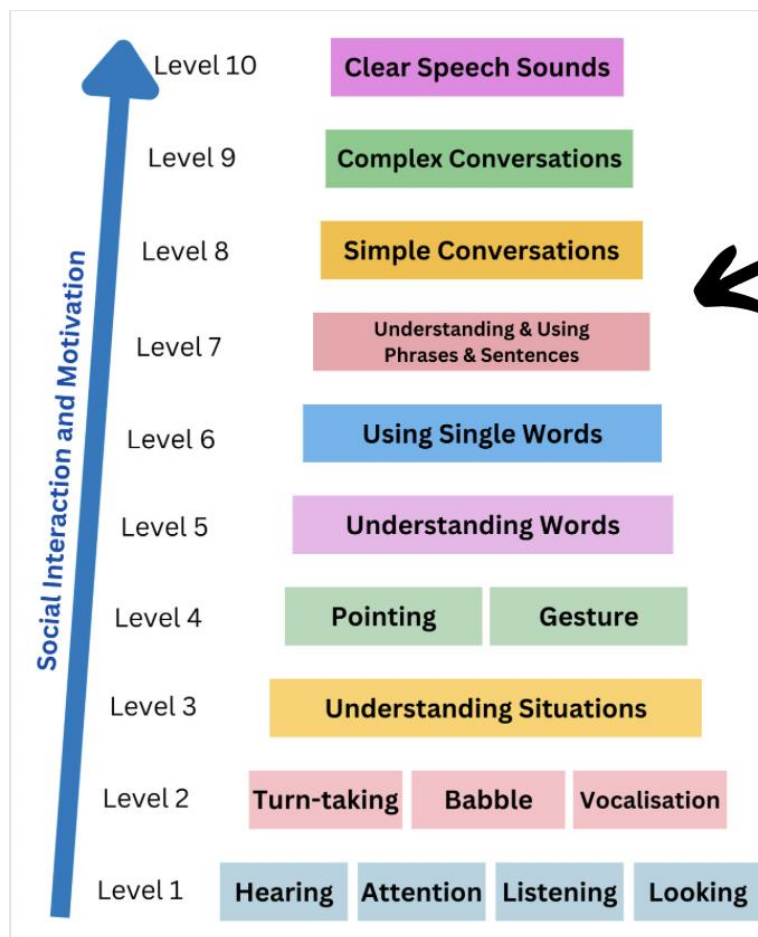 Level 10
Clear Speech Sounds
Level 9
Complex Conversations
Level 8
Simple Conversations
Level 7
Understanding & Using
Phrases & Sentences
Level 6
Using Single Words
Level 5
Understanding Words
Level 4
Pointing
Gesture
Level 3
Understanding Situations
Level 2
Turn-taking
Babble
Vocalisation
Level 1
Hearing
Attention
Listening
Looking
Social Interaction and Motivation